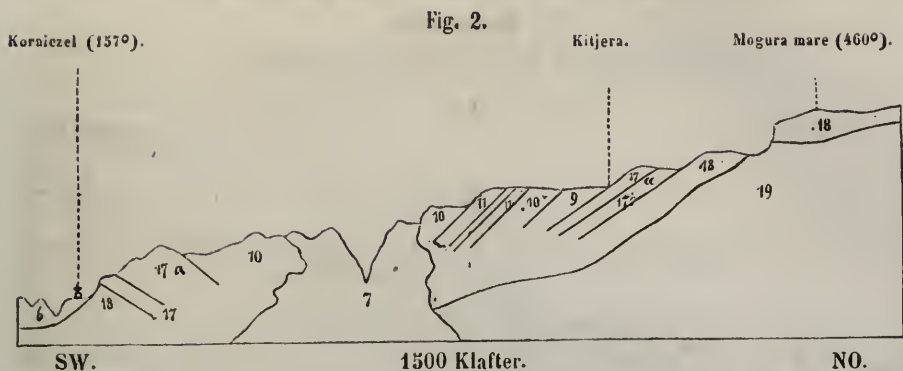 Fig. 2.
Korniczel (157°).
Kitjera.
Mogura mare (460°).
18
17 a
18
10 11 11 10 9 17 b
19
17 a 10
7
6 18 17
SW. 1500 Klafter. NO.